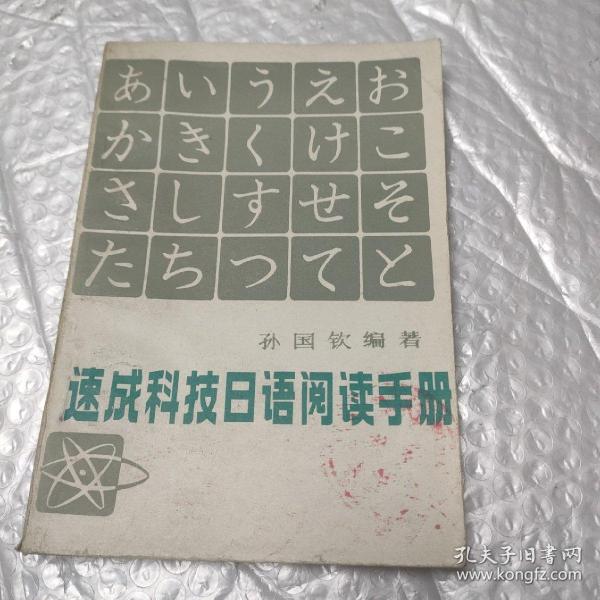 あいうえお
かきくけこ
さしすせそ
たちつてと
孙国钦编著
速成科技日语阅读手册
孔夫子旧书网
www.kongfz.com